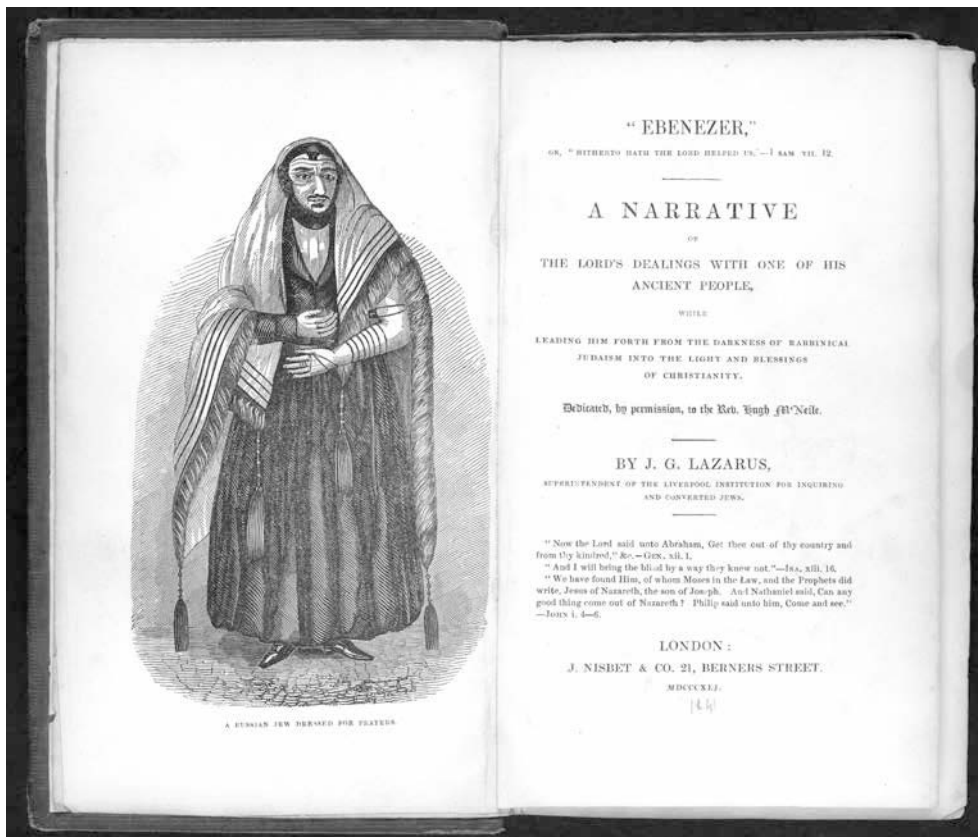 A RUSSIAN JEW DRESSED FOR PRAYERS.
"EBENEZER,"
OR, "HITHERTO HATH THE LORD HELPED US."—1 SAM. VII. 12.
A NARRATIVE
OF
THE LORD'S DEALINGS WITH ONE OF HIS
ANCIENT PEOPLE,
WHILE
LEADING HIM FORTH FROM THE DARKNESS OF RABBINICAL
JUDAISM INTO THE LIGHT AND BLESSINGS
OF CHRISTIANITY.
Dedicated, by permission, to the Rev. Hugh M'Neile.
BY J. G. LAZARUS,
SUPERINTENDENT OF THE LIVERPOOL INSTITUTION FOR INQUIRING
AND CONVERTED JEWS.
"Now the Lord said unto Abraham, Get thee out of thy country and
from thy kindred," &c.—GEN. xii. 1.
"And I will bring the blind by a way they knew not."—ISA. xlii. 16.
"We have found Him, of whom Moses in the Law, and the Prophets did
write, Jesus of Nazareth, the son of Joseph. And Nathaniel said, Can any
good thing come out of Nazareth? Philip said unto him, Come and see."
—JOHN i. 4—6.
LONDON:
J. NISBET & CO. 21, BERNERS STREET.
MDCCCXLI.
1841